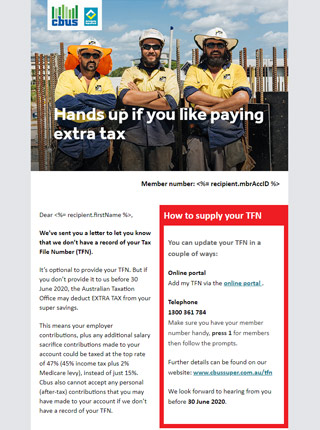 cbus
Hands up if you like paying
extra tax
Member number: <%= recipient.mbrAccID %>
Dear <%= recipient.firstName %>,
We've sent you a letter to let you know
that we don't have a record of your Tax
File Number (TFN).
It's optional to provide your TFN. But if
you don't provide it to us before 30
June 2020, the Australian Taxation
Office may deduct EXTRA TAX from your
super savings.
This means your employer
contributions, plus any additional salary
sacrifice contributions made to your
account could be taxed at the top rate
of 47% (45% income tax plus 2%
Medicare levy), instead of just 15%.
Cbus also cannot accept any personal
(after-tax) contributions that you may
have made to your account if we don't
have a record of your TFN.
How to supply your TFN
You can update your TFN in a
couple of ways:
Online portal
Add my TFN via the online portal .
Telephone
1300 361 784
Make sure you have your member
number handy, press 1 for members
then follow the prompts.
Further details can be found on our
website: www.cbussuper.com.au/tfn
We look forward to hearing from you
before 30 June 2020.